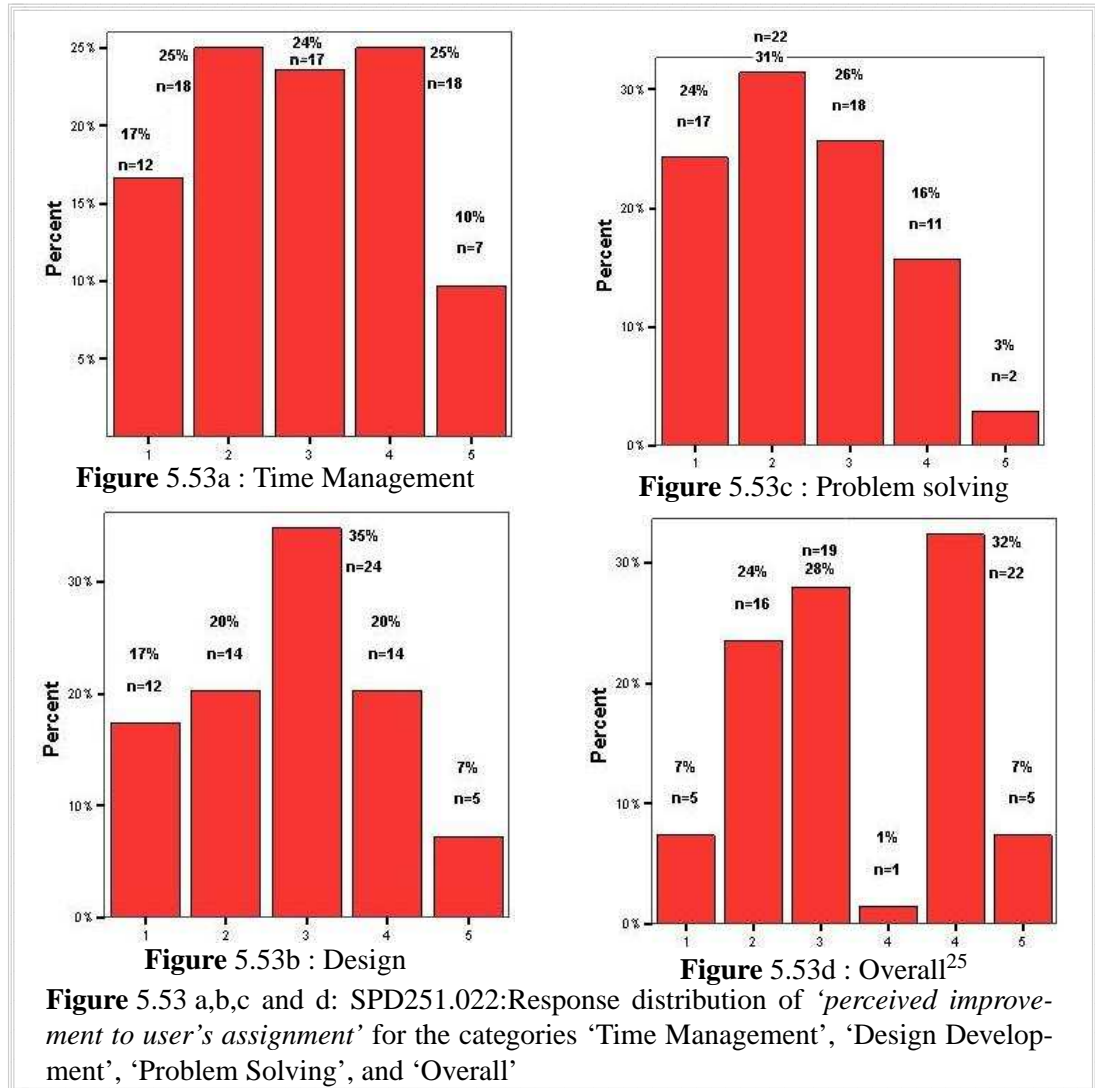 25%
24%
25%
25%
n=17
n=18
n=18
20%
17%
n=12
15%
10%
n=7
10%
5%
Percent
1 2 3 4 5
Figure 5.53a : Time Management
n=22
31%
30%
26%
24%
n=18
n=17
20%
16%
n=11
10%
3%
n=2
0%
Percent
1 2 3 4 5
Figure 5.53c : Problem solving
35%
30%
n=24
20%
20%
17%
n=14
n=14
n=12
20%
10%
7%
n=5
0%
Percent
1 2 3 4 5
Figure 5.53b : Design
32%
30%
n=19
n=22
24%
28%
n=16
20%
10%
7%
7%
n=5
n=5
1%
n=1
0%
Percent
1 2 3 4 4 5
Figure 5.53d : Overall25
Figure 5.53 a,b,c and d: SPD251.022:Response distribution of ‘perceived improve-
ment to user’s assignment’ for the categories ‘Time Management’, ‘Design Develop-
ment’, ‘Problem Solving’, and ‘Overall’